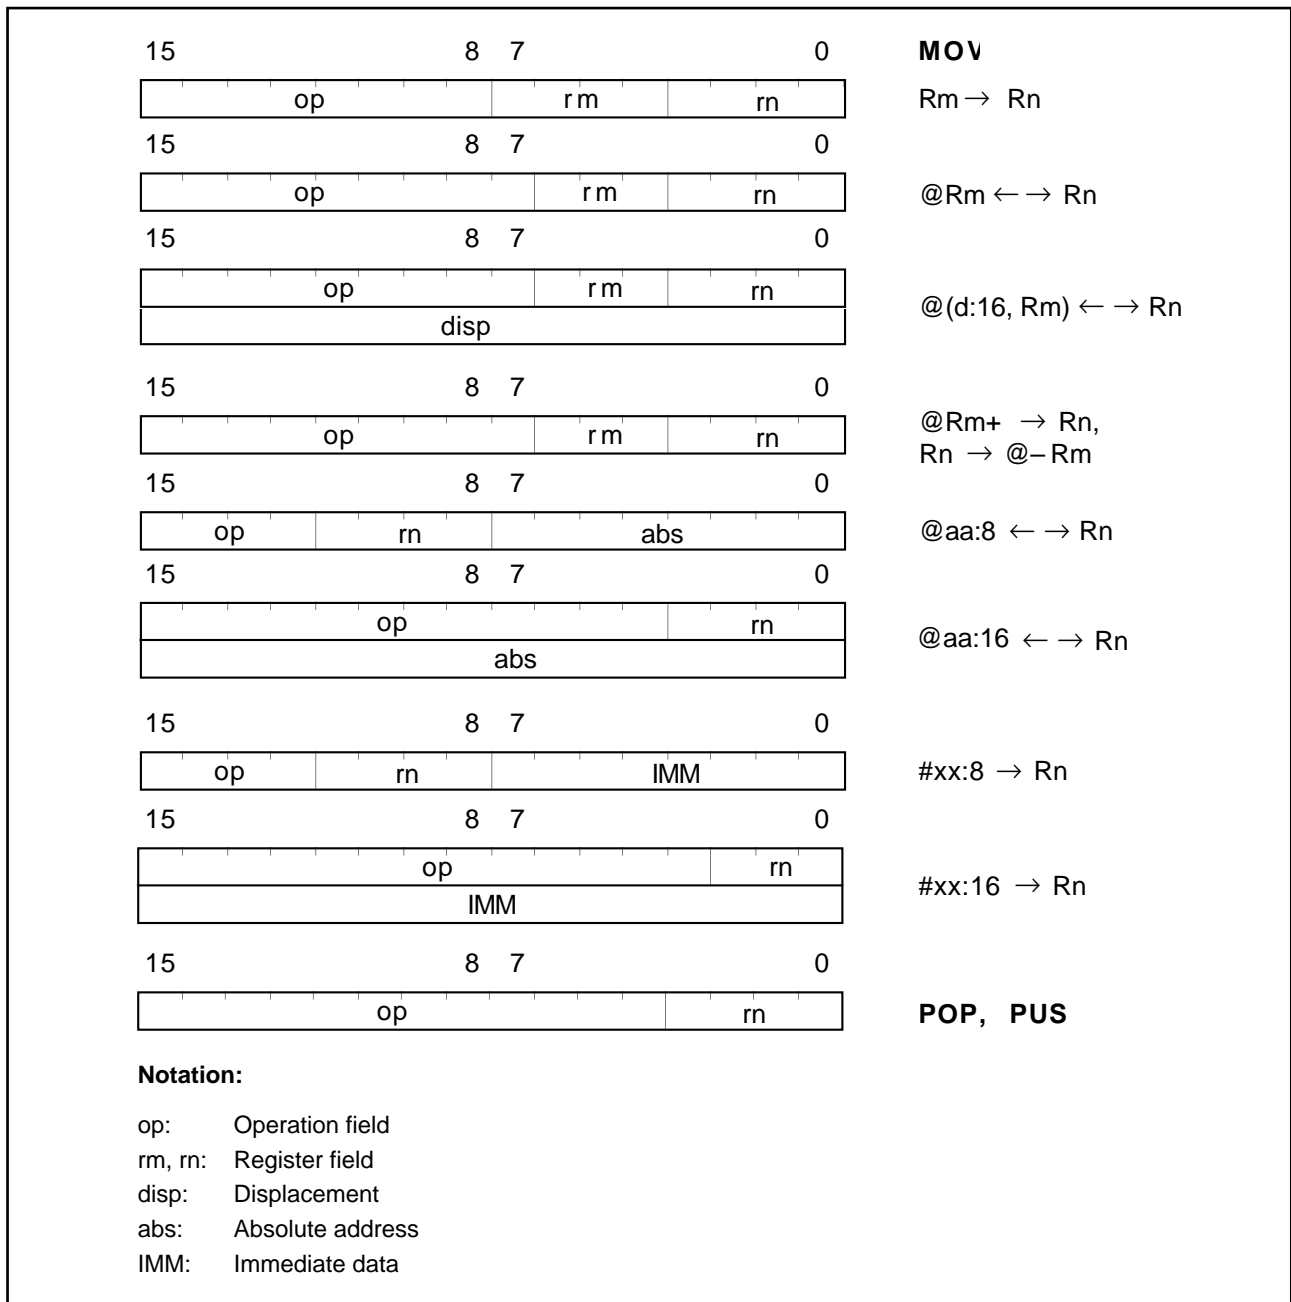 15 8 7 0 MOV
op rm rn Rm → Rn
15 8 7 0
op rm rn @Rm ← → Rn
15 8 7 0
op rm rn
disp @(d:16, Rm) ← → Rn
15 8 7 0
op rm rn @Rm+ → Rn,
Rn → @–Rm
15 8 7 0
op rn abs @aa:8 ← → Rn
15 8 7 0
op rn
abs @aa:16 ← → Rn
15 8 7 0
op rn IMM #xx:8 → Rn
15 8 7 0
op rn
IMM #xx:16 → Rn
15 8 7 0
op rn POP, PUS
Notation:
op: Operation field
rm, rn: Register field
disp: Displacement
abs: Absolute address
IMM: Immediate data